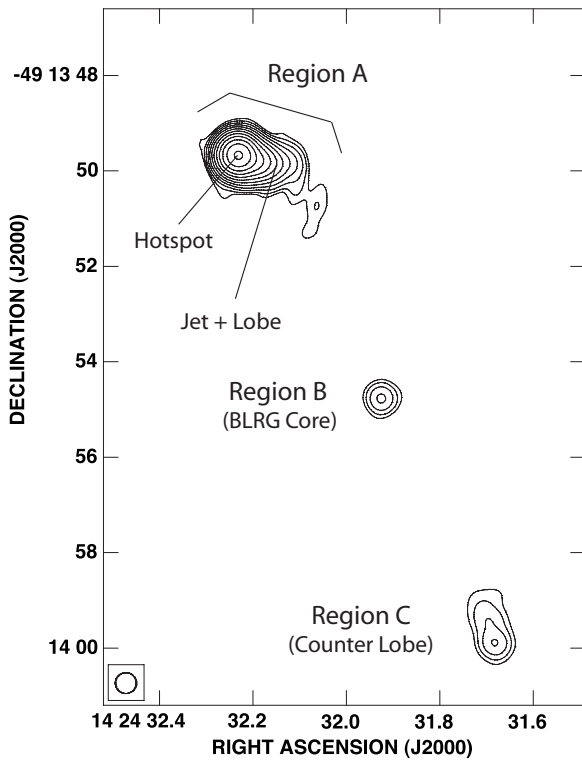 -49 13 48
Region A
50
Hotspot
52
Jet + Lobe
54
Region B
(BLRG Core)
56
58
Region C
(Counter Lobe)
14 00
14 24 32.4
32.2
32.0
31.8
31.6
RIGHT ASCENSION (J2000)
DECLINATION (J2000)